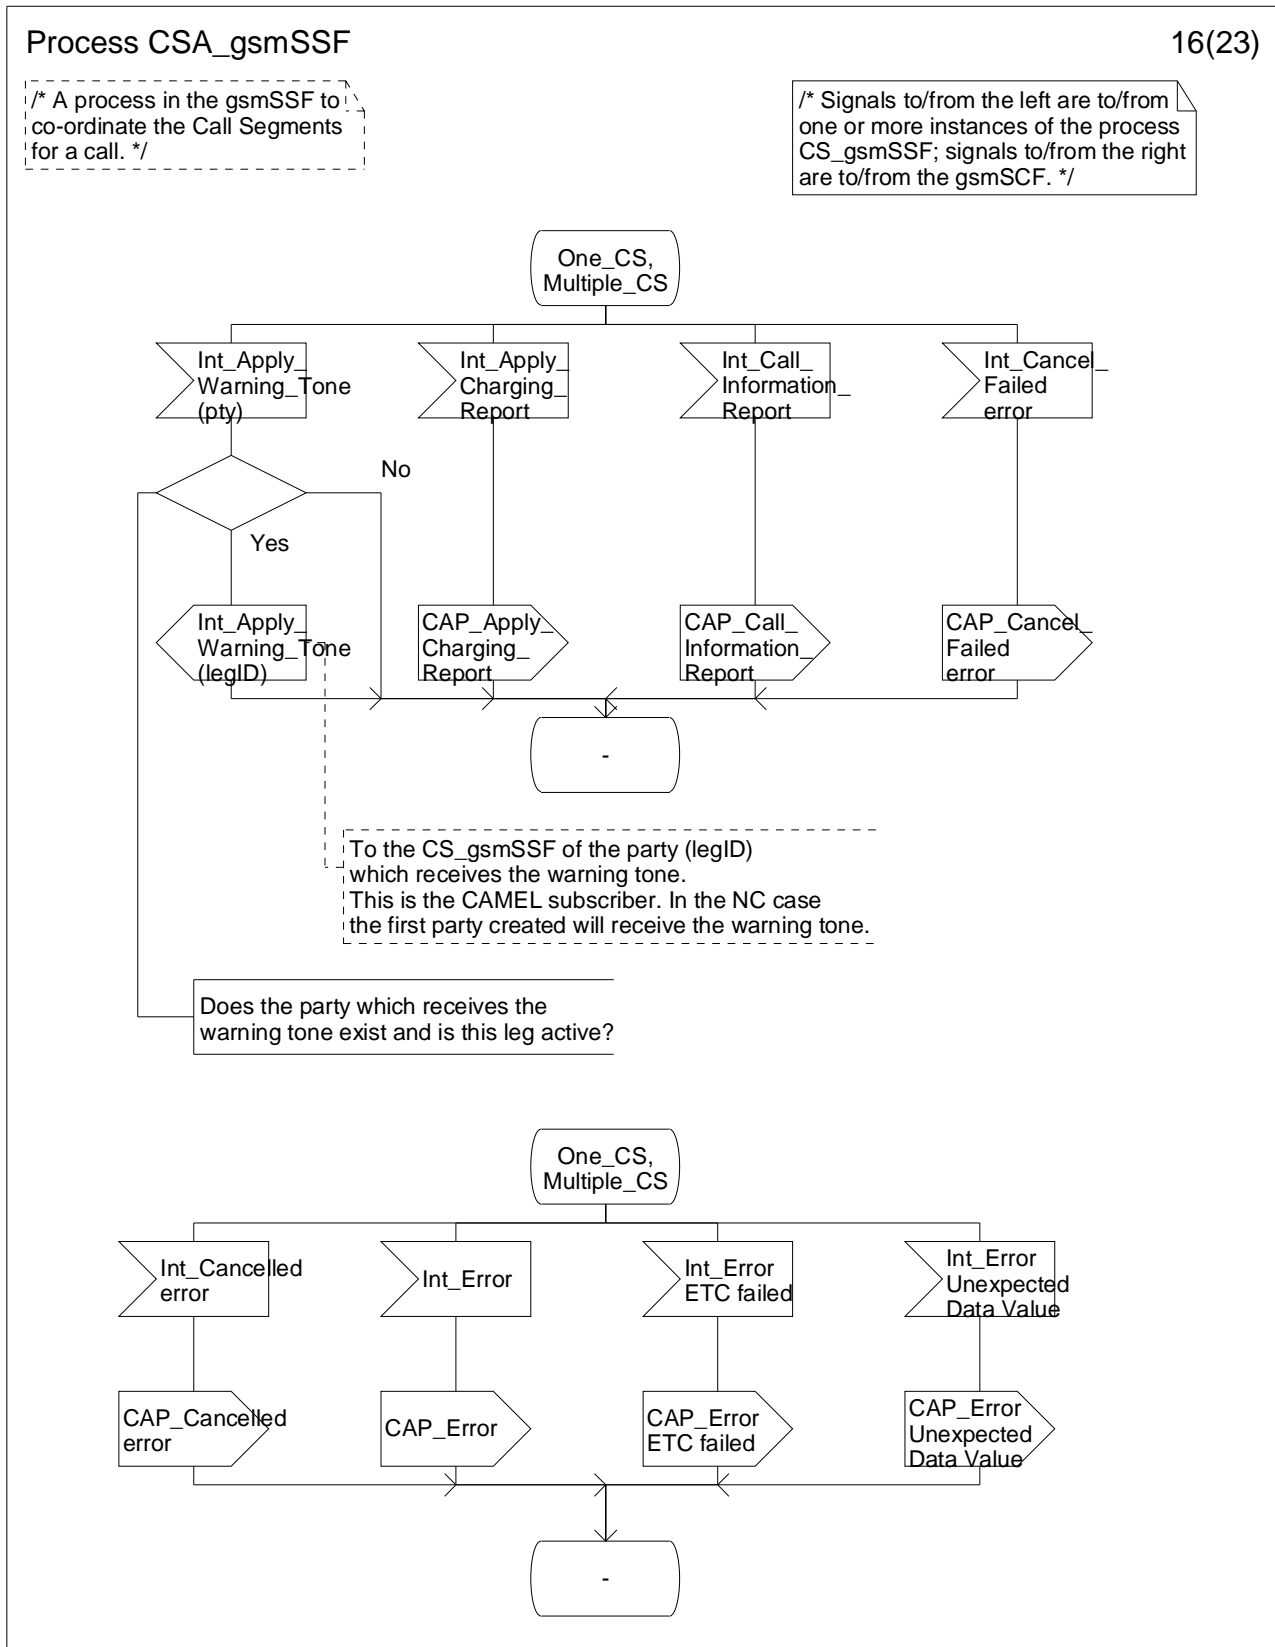 Process CSA_gsmSSF
16(23)
/* A process in the gsmSSF to
co-ordinate the Call Segments
for a call. */
/* Signals to/from the left are to/from
one or more instances of the process
CS_gsmSSF; signals to/from the right
are to/from the gsmSCF. */
One_CS,
Multiple_CS
Int_Apply_
Warning_Tone
(pty)
Int_Apply_
Charging_
Report
Int_Call_
Information_
Report
Int_Cancel_
Failed
error
No
Yes
Int_Apply_
Warning_Tone
(legID)
CAP_Apply_
Charging_
Report
CAP_Call_
Information_
Report
CAP_Cancel_
Failed
error
-
To the CS_gsmSSF of the party (legID)
which receives the warning tone.
This is the CAMEL subscriber. In the NC case
the first party created will receive the warning tone.
Does the party which receives the
warning tone exist and is this leg active?
One_CS,
Multiple_CS
Int_Cancelled
error
Int_Error
Int_Error
ETC failed
Int_Error
Unexpected
Data Value
CAP_Cancelled
error
CAP_Error
CAP_Error
ETC failed
CAP_Error
Unexpected
Data Value
-